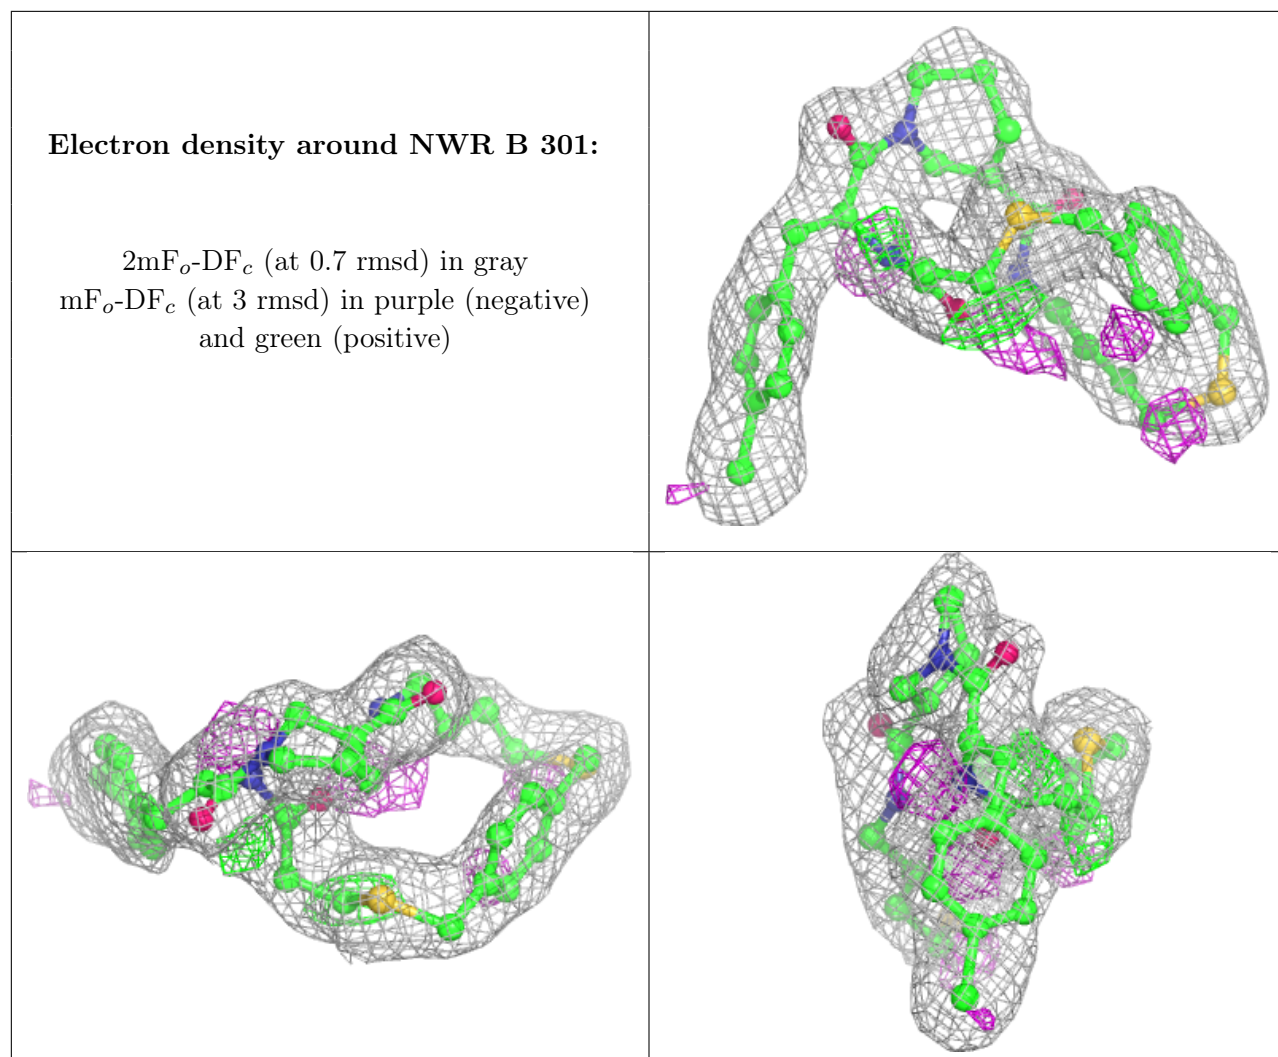 Electron density around NWR B 301:
2mFo-DFc (at 0.7 rmsd) in gray
mFo-DFc (at 3 rmsd) in purple (negative)
and green (positive)